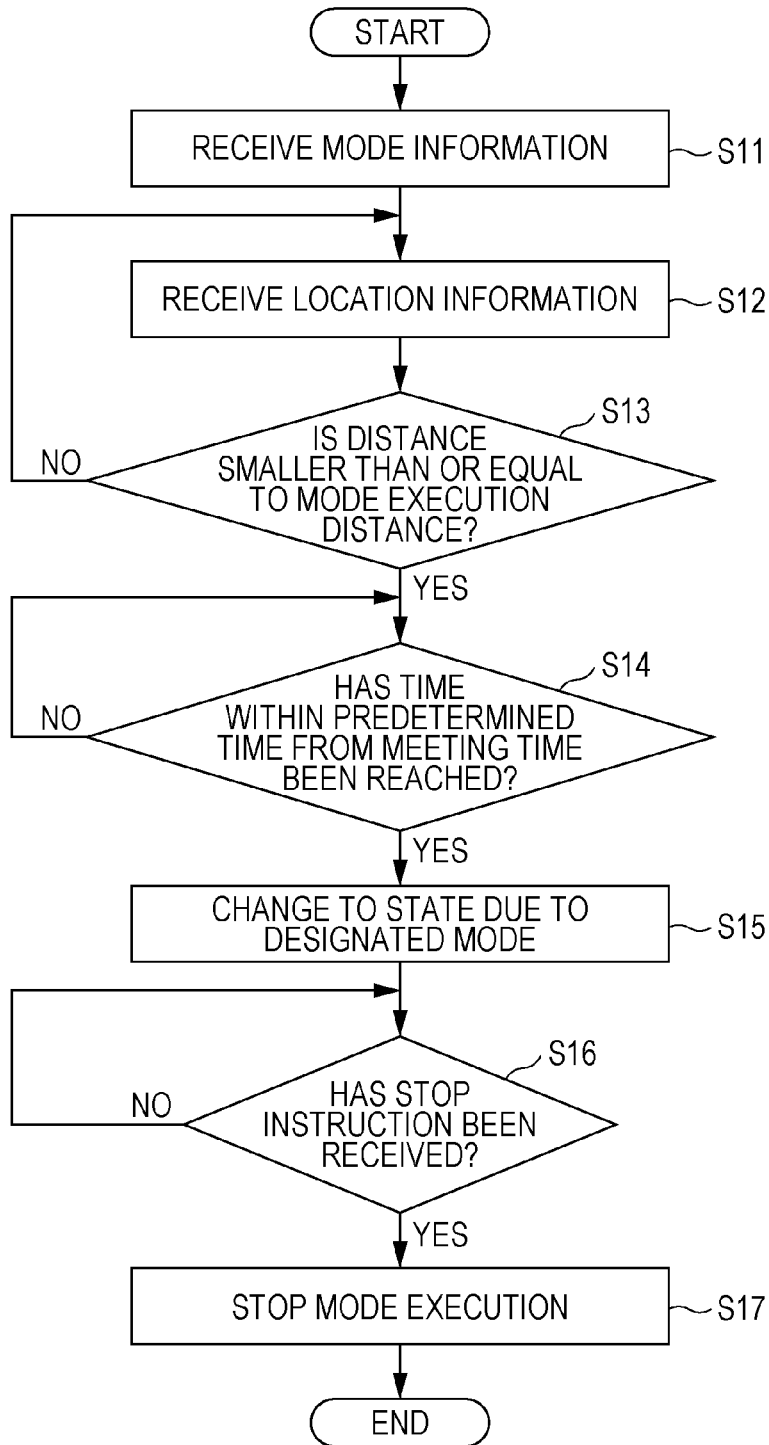 START
RECEIVE MODE INFORMATION
S11
RECEIVE LOCATION INFORMATION
S12
S13
IS DISTANCE
SMALLER THAN OR EQUAL
TO MODE EXECUTION
DISTANCE?
NO
YES
S14
HAS TIME
WITHIN PREDETERMINED
TIME FROM MEETING TIME
BEEN REACHED?
NO
YES
CHANGE TO STATE DUE TO
DESIGNATED MODE
S15
S16
HAS STOP
INSTRUCTION BEEN
RECEIVED?
NO
YES
STOP MODE EXECUTION
S17
END